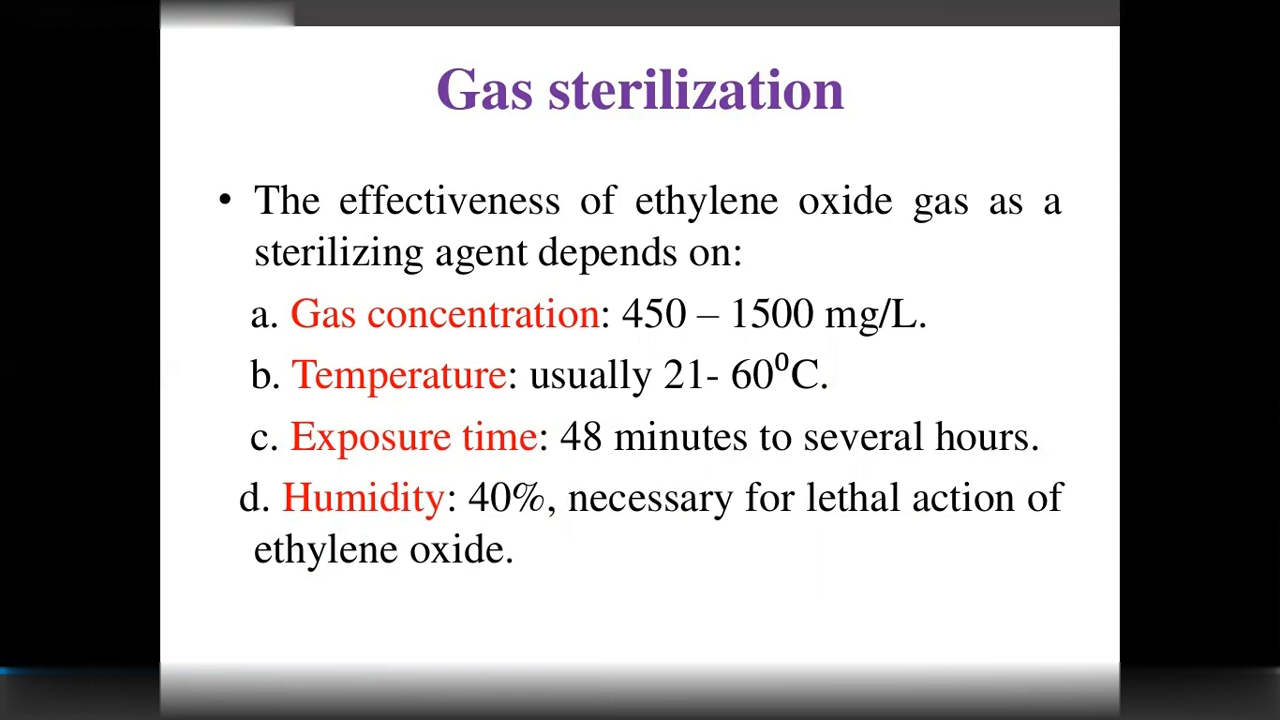 Gas sterilization
• The effectiveness of ethylene oxide gas as a
sterilizing agent depends on:
a. Gas concentration: 450 – 1500 mg/L.
b. Temperature: usually 21- 60⁰C.
c. Exposure time: 48 minutes to several hours.
d. Humidity: 40%, necessary for lethal action of
ethylene oxide.